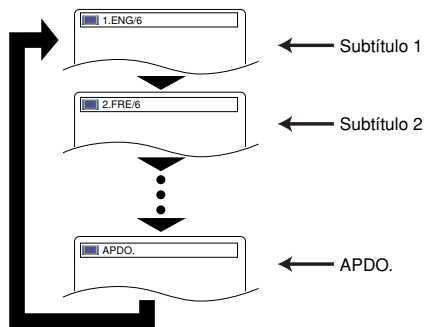 1.ENG/6
Subtítulo 1
2.FRE/6
Subtítulo 2
APDO.
APDO.